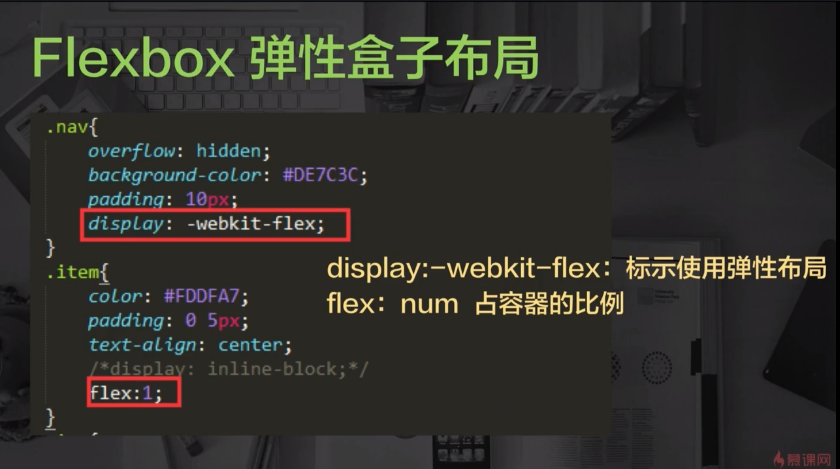 Flexbox 弹性盒子布局
.nav{
overflow: hidden;
background-color: #DE7C3C;
padding: 10px;
display: -webkit-flex;
}
.item{
color: #FDDFA7;
padding: 0 5px;
text-align: center;
/*display: inline-block;*/
flex:1;
}
display:-webkit-flex：标示使用弹性布局
flex：num 占容器的比例
慕课网